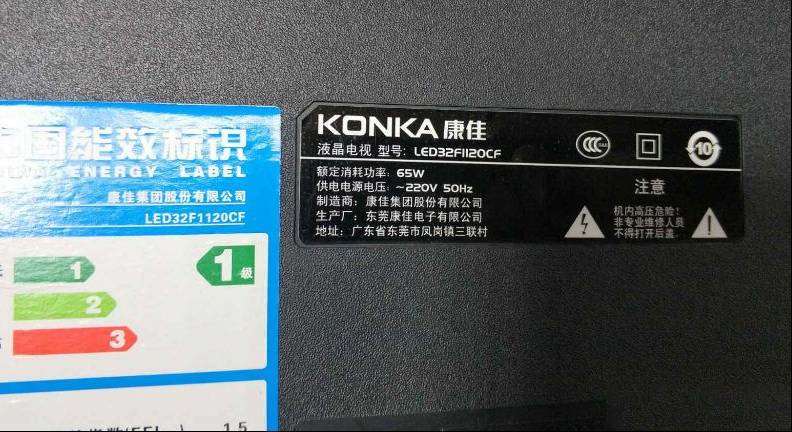 国能效标识
ENERGY LABEL
康佳集团股份有限公司
LED32F1120CF
1
1级
2
3
1.5
KONKA 康佳
液晶电视 型号: LED32F1120CF
额定消耗功率: 65W
供电电源电压: ~220V 50Hz
制造商: 康佳集团股份有限公司
生产厂: 东莞康佳电子有限公司
地址: 广东省东莞市凤岗镇三联村
10
注意
机内高压危险!
非专业维修人员
不得打开后盖